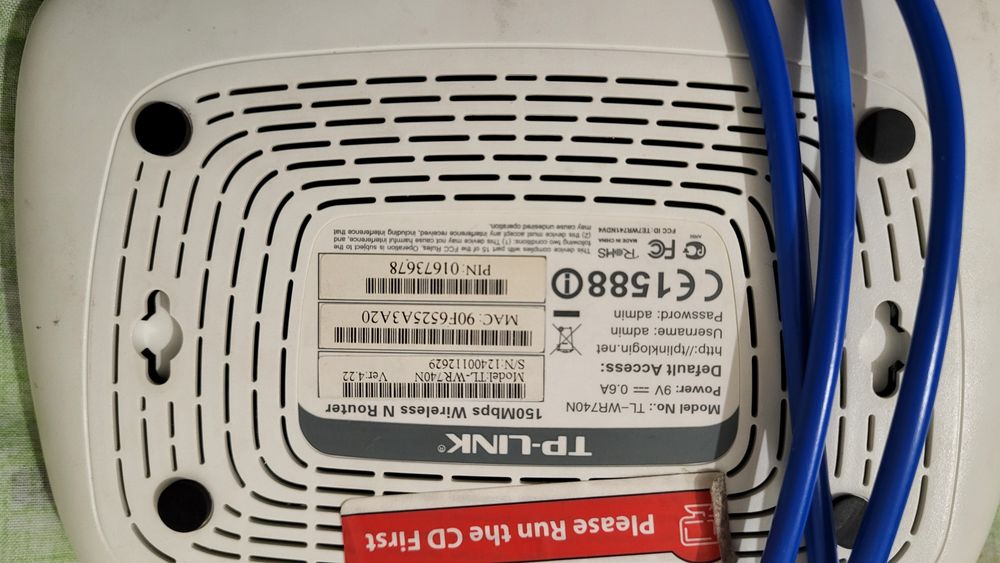 TP-LINK®
150Mbps Wireless N Router
Model No.: TL-WR740N
Power: 9V ⎓ 0.6A
Default Access:
http://tplinklogin.net
Username: admin
Password: admin
Model:TL-WR740N Ver:4.22
S/N:12400112629
MAC: 90F65225A3A20
PIN: 01673678
CE1588
RoHS
FC
MADE IN CHINA
FCC ID: TE7WR741NDV4
This device complies with part 15 of the FCC Rules. Operation is subject to the
following two conditions: (1) This device may not cause harmful interference, and
(2) this device must accept any interference received, including interference that
may cause undesired operation.
Please Run the CD First